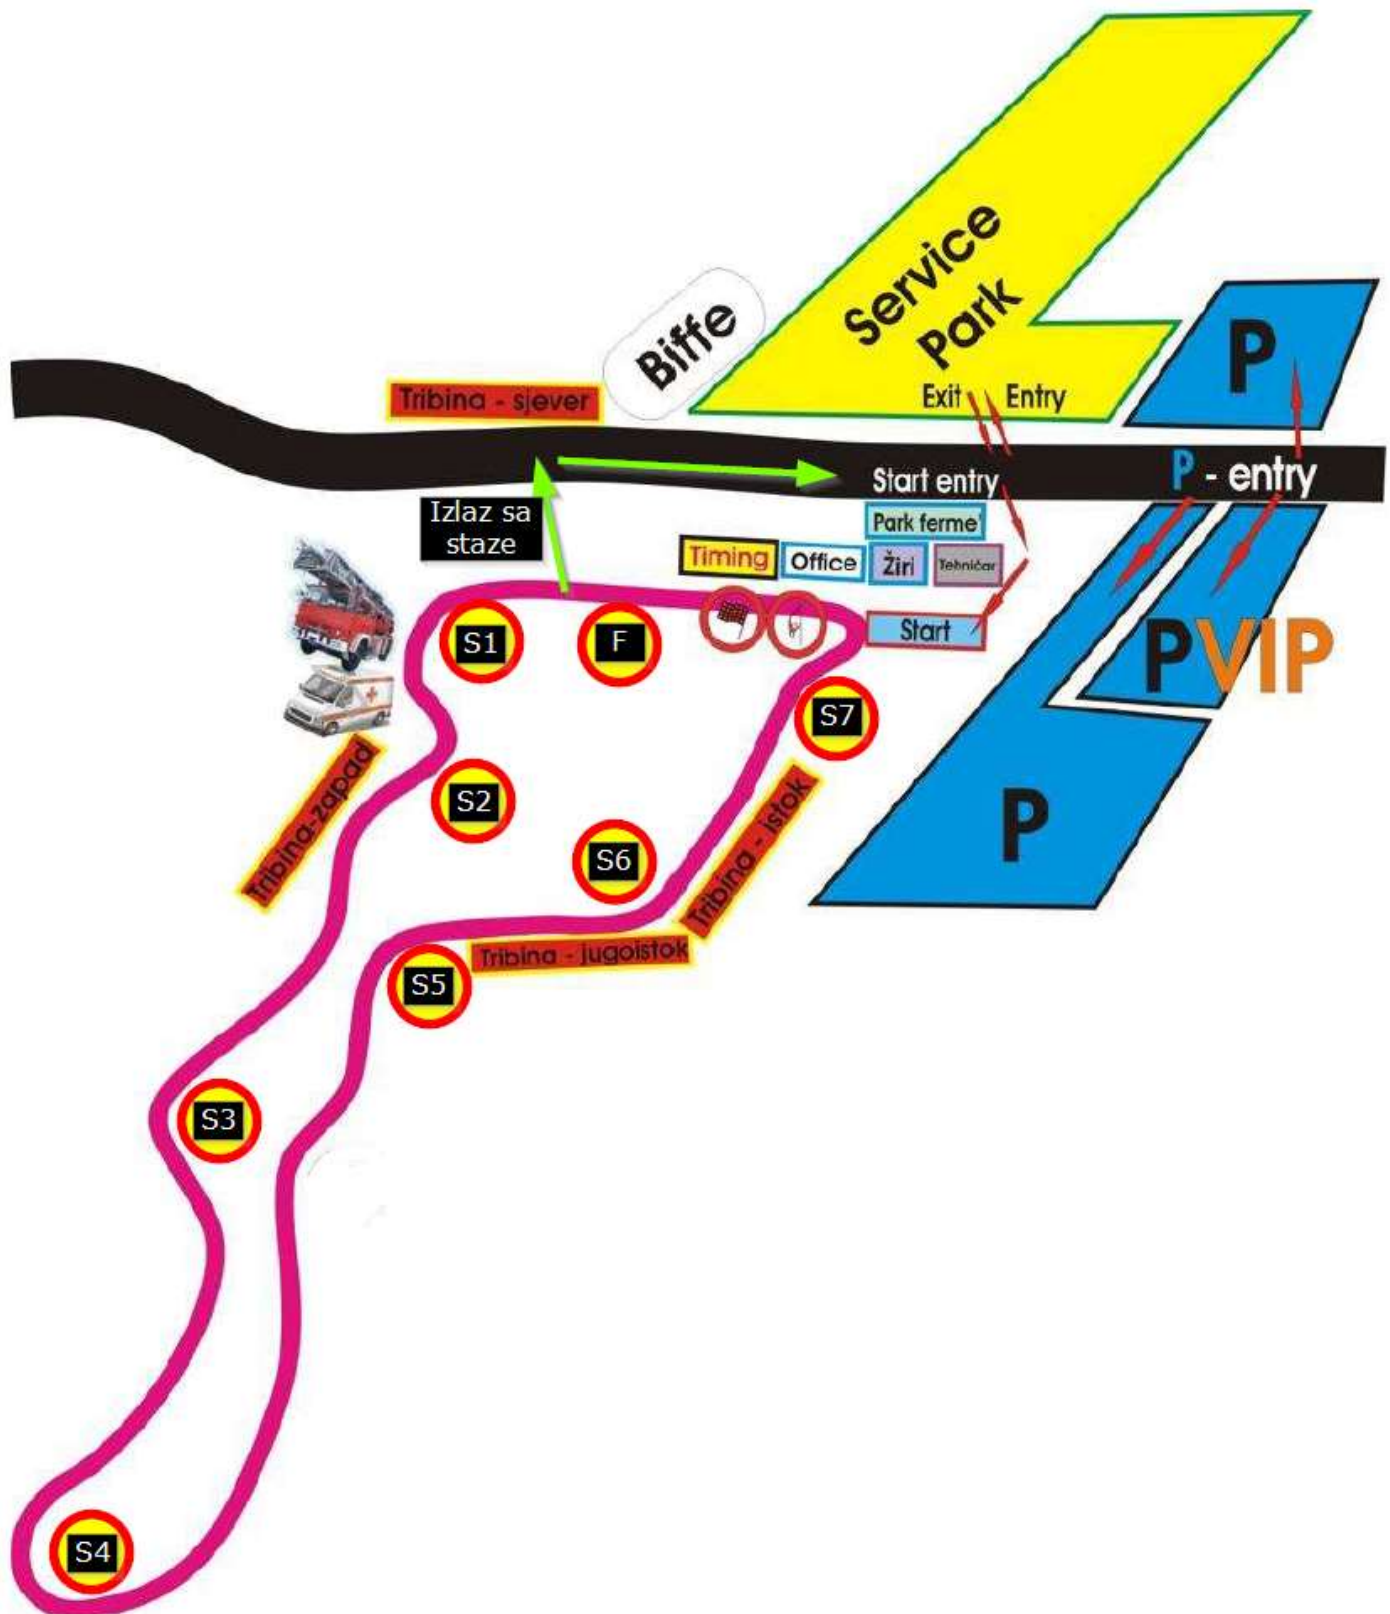 Service
Park
Biffe
P
Tribina - sjever
Exit
Entry
Start entry
P - entry
Izlaz sa
staze
Park ferme'
Timing
Office
Žiri
Tehničar
Start
S1
F
PVIP
S7
Tribina-zapad
S2
P
S6
Tribina - istok
Tribina - jugoistok
S5
S3
S4